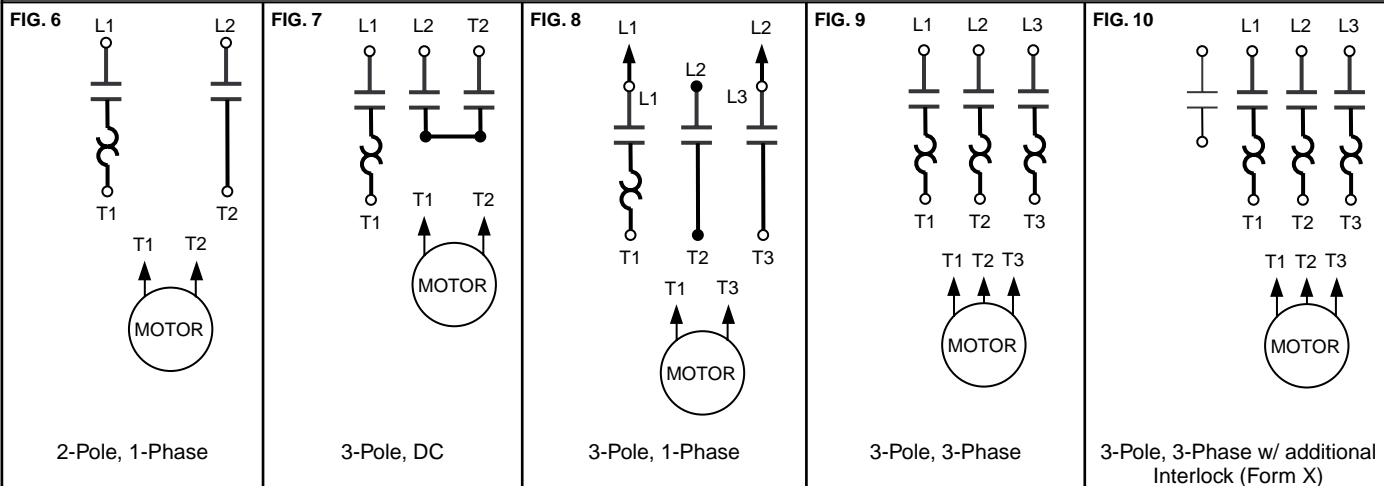 FIG. 6
L1 L2
T1 T2
T1 T2
MOTOR
2-Pole, 1-Phase
FIG. 7
L1 L2 T2
T1
T1 T2
MOTOR
3-Pole, DC
FIG. 8
L1 L2
L2
L1 L3
T1 T2 T3
T1 T3
MOTOR
3-Pole, 1-Phase
FIG. 9
L1 L2 L3
T1 T2 T3
T1 T2 T3
MOTOR
3-Pole, 3-Phase
FIG. 10
L1 L2 L3
T1 T2 T3
T1 T2 T3
MOTOR
3-Pole, 3-Phase w/ additional
Interlock (Form X)